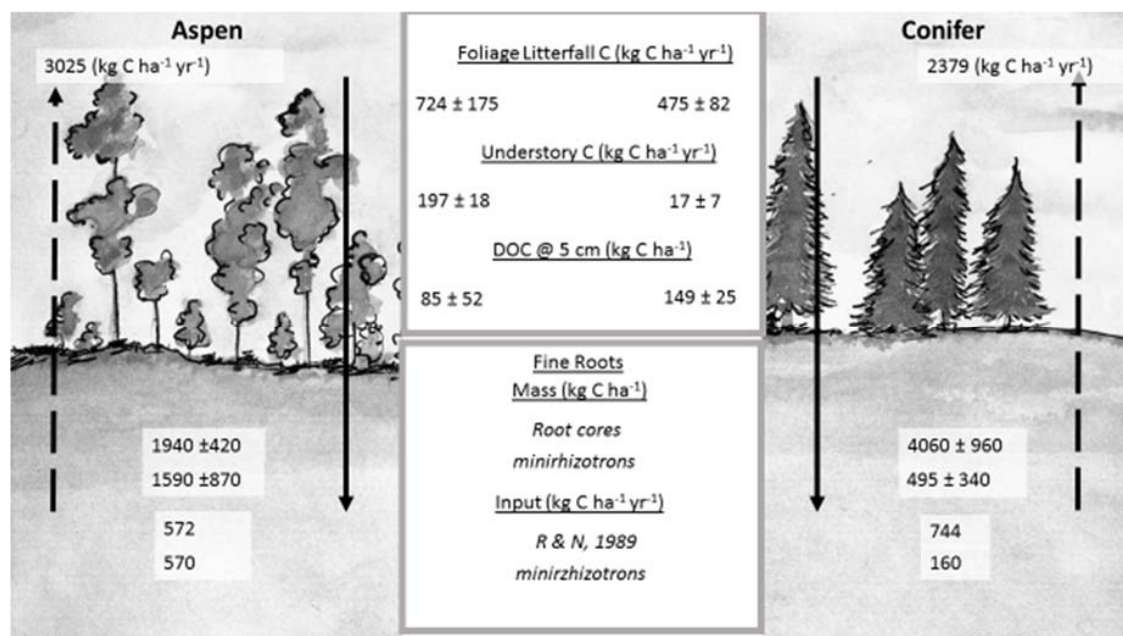 Aspen
3025 (kg C ha⁻¹ yr⁻¹)
Foliage Litterfall C (kg C ha⁻¹ yr⁻¹)
724 ± 175
475 ± 82
Understory C (kg C ha⁻¹ yr⁻¹)
197 ± 18
17 ± 7
DOC @ 5 cm (kg C ha⁻¹)
85 ± 52
149 ± 25
Conifer
2379 (kg C ha⁻¹ yr⁻¹)
Fine Roots
Mass (kg C ha⁻¹)
Root cores
minirhizotrons
Input (kg C ha⁻¹ yr⁻¹)
R & N, 1989
minirzhizotrons
1940 ±420
1590 ±870
572
570
4060 ± 960
495 ± 340
744
160